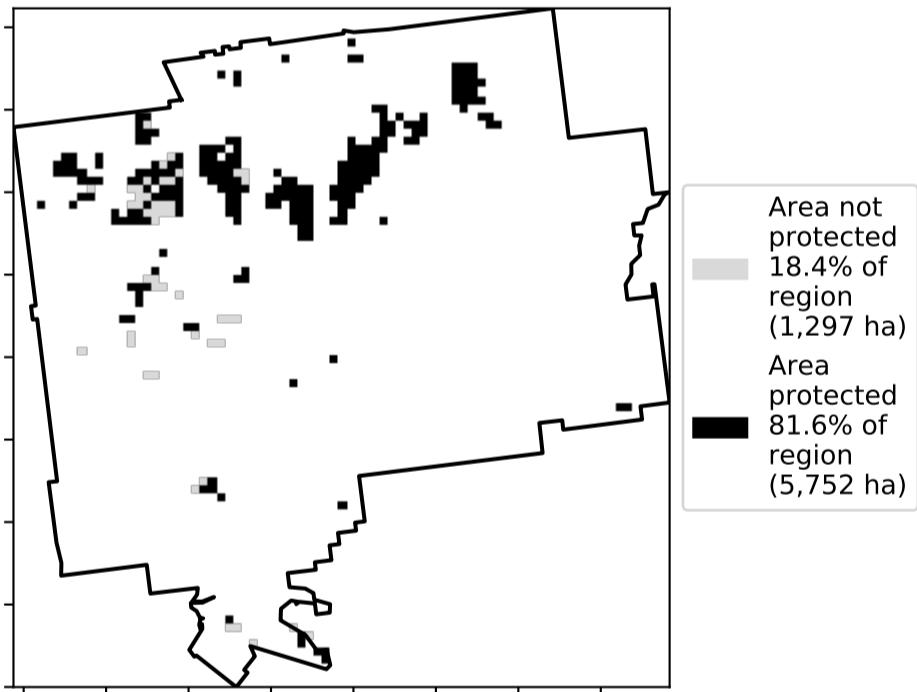 Area not
protected
18.4% of
region
(1,297 ha)
Area
protected
81.6% of
region
(5,752 ha)